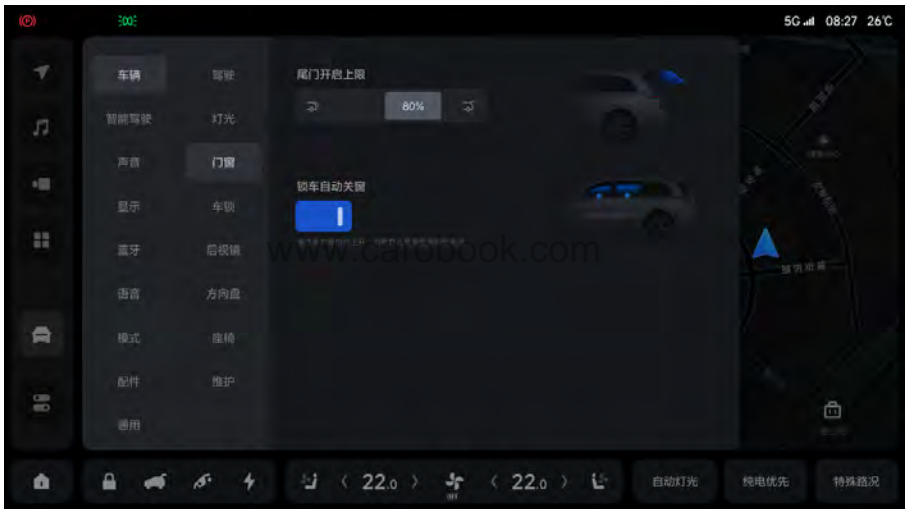 5G 08:27 26℃
车辆 驾驶 尾门开启上限
智能驾驶 灯光 80%
声音 门窗
显示 车锁 锁车自动关窗
蓝牙 后视镜
www.carobook.com
语音 方向盘
模式 座椅
配件 维护
通用
22.0 OFF 22.0 自动灯光 纯电优先 特殊路况